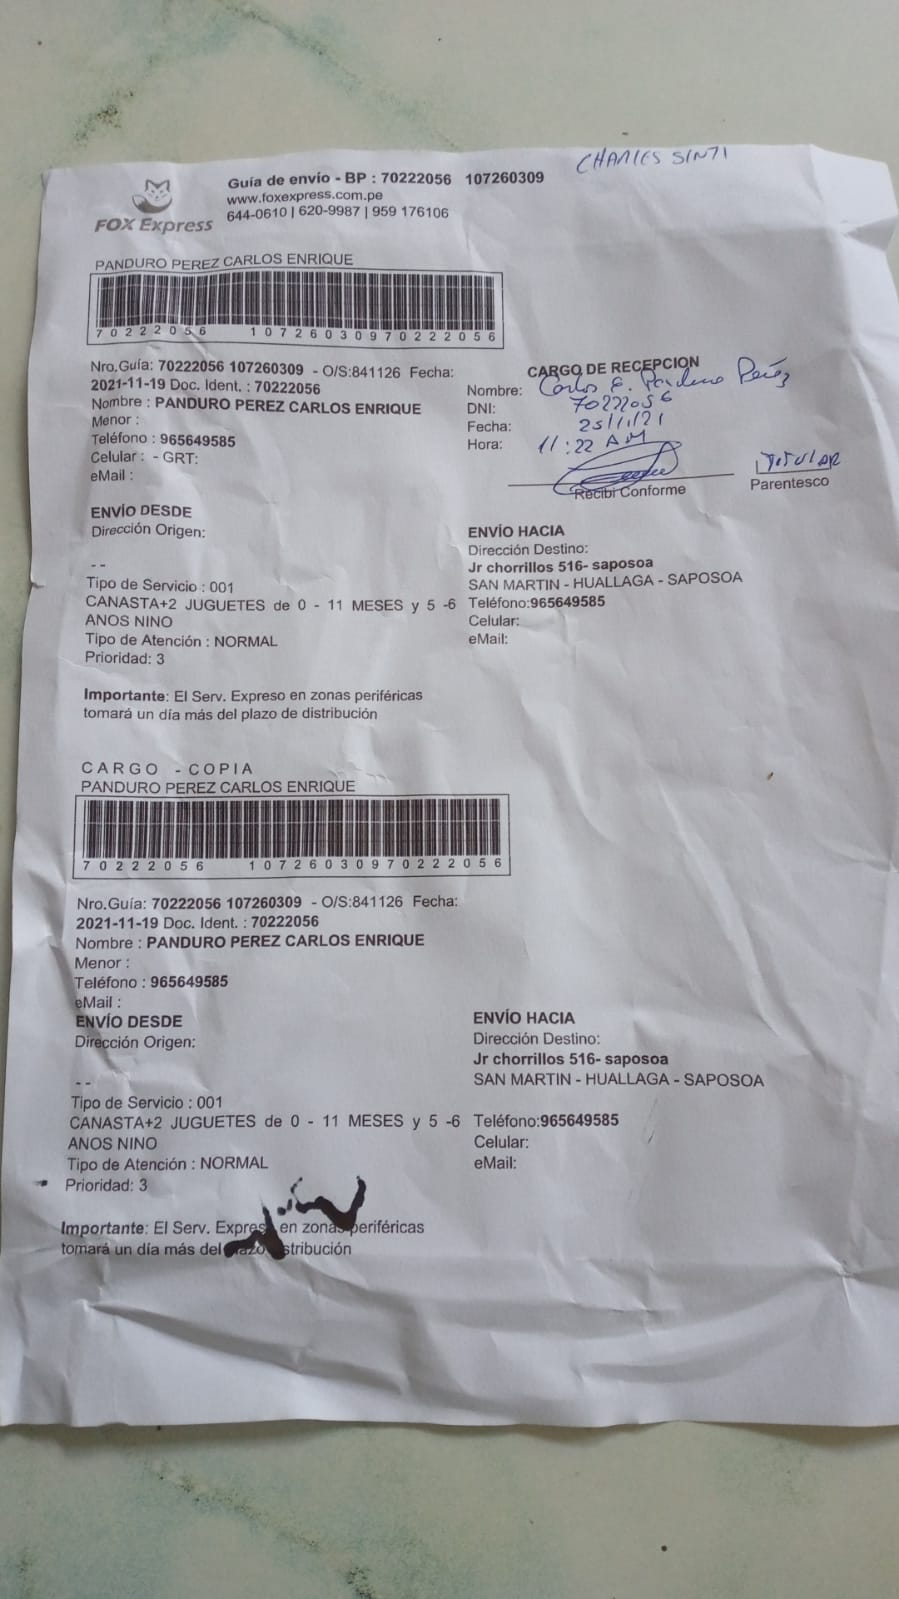 CHARLES SINTI
Guía de envío - BP : 70222056 107260309
www.foxexpress.com.pe
644-0610 | 620-9987 | 959 176106
FOX Express
PANDURO PEREZ CARLOS ENRIQUE
70222056 10726030970222056
Nro.Guía: 70222056 107260309 - O/S:841126 Fecha:
2021-11-19 Doc. Ident. : 70222056
Nombre : PANDURO PEREZ CARLOS ENRIQUE
Menor :
Teléfono : 965649585
Celular : - GRT:
eMail :
CARGO DE RECEPCION
Nombre: Carlos E. Panduro Peréz
DNI: 70222056
Fecha: 25/11/21
Hora: 11:22 AM
Recibi Conforme
TITULAR
Parentesco
ENVÍO DESDE
Dirección Origen:
--
Tipo de Servicio : 001
CANASTA+2 JUGUETES de 0 - 11 MESES y 5 -6
ANOS NINO
Tipo de Atención : NORMAL
Prioridad: 3
ENVÍO HACIA
Dirección Destino:
Jr chorrillos 516- saposoa
SAN MARTIN - HUALLAGA - SAPOSOA
Teléfono:965649585
Celular:
eMail:
Importante: El Serv. Expreso en zonas periféricas
tomará un día más del plazo de distribución
CARGO - COPIA
PANDURO PEREZ CARLOS ENRIQUE
70222056 10726030970222056
Nro.Guía: 70222056 107260309 - O/S:841126 Fecha:
2021-11-19 Doc. Ident. : 70222056
Nombre : PANDURO PEREZ CARLOS ENRIQUE
Menor :
Teléfono : 965649585
eMail :
ENVÍO DESDE
Dirección Origen:
--
Tipo de Servicio : 001
CANASTA+2 JUGUETES de 0 - 11 MESES y 5 -6
ANOS NINO
Tipo de Atención : NORMAL
Prioridad: 3
ENVÍO HACIA
Dirección Destino:
Jr chorrillos 516- saposoa
SAN MARTIN - HUALLAGA - SAPOSOA
Teléfono:965649585
Celular:
eMail:
Importante: El Serv. Expreso en zonas periféricas
tomará un día más del plazo distribución